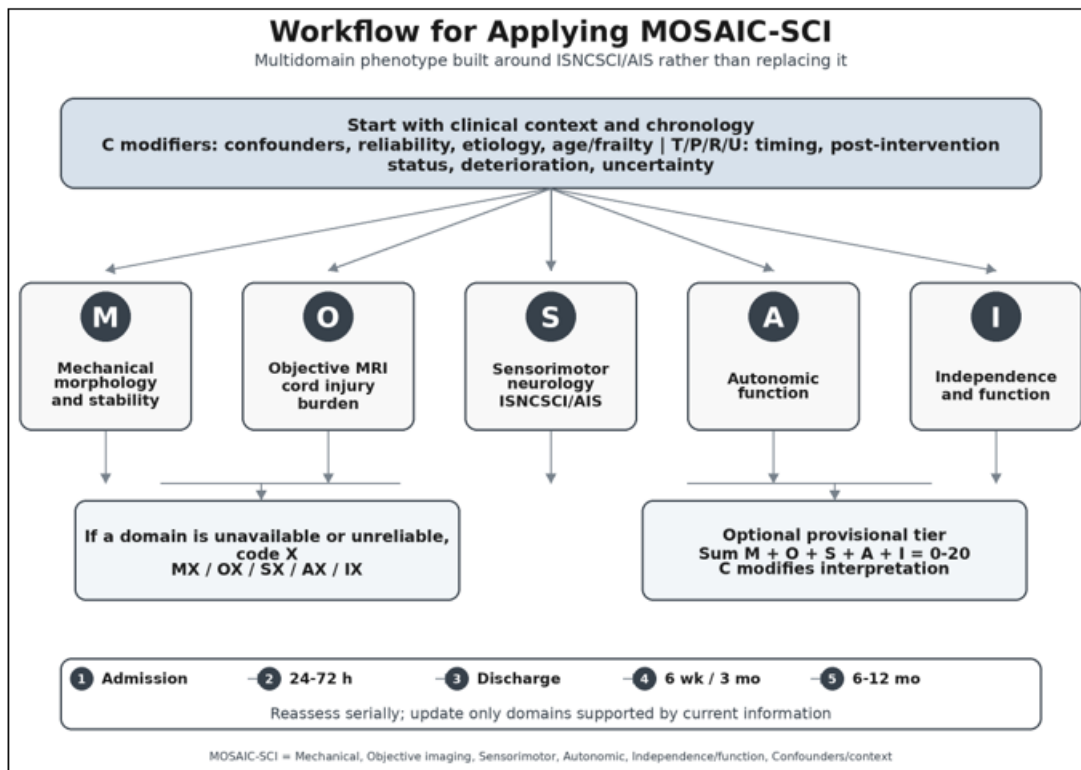 Workflow for Applying MOSAIC-SCI
Multidomain phenotype built around ISNCSCI/AIS rather than replacing it
Start with clinical context and chronology
C modifiers: confounders, reliability, etiology, age/frailty | T/P/R/U: timing, post-intervention
status, deterioration, uncertainty
M
Mechanical
morphology
and stability
O
Objective MRI
cord injury
burden
S
Sensorimotor
neurology
ISNCSCI/AIS
A
Autonomic
function
I
Independence
and function
If a domain is unavailable or unreliable,
code X
MX / OX / SX / AX / IX
Optional provisional tier
Sum M + O + S + A + I = 0-20
C modifies interpretation
1 Admission
2 24-72 h
3 Discharge
4 6 wk / 3 mo
5 6-12 mo
Reassess serially; update only domains supported by current information
MOSAIC-SCI = Mechanical, Objective imaging, Sensorimotor, Autonomic, Independence/function, Confounders/context